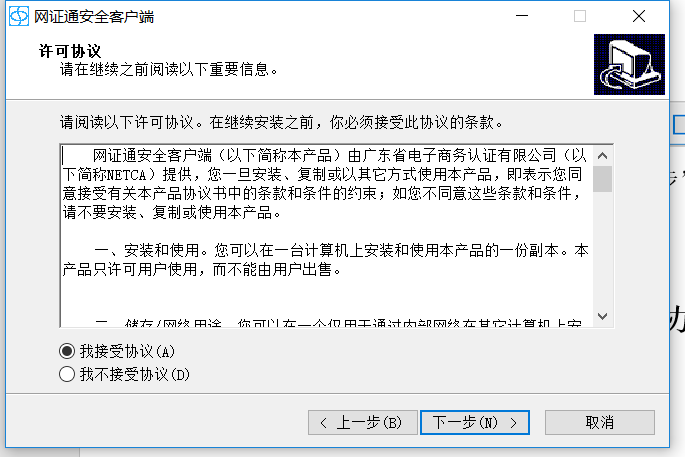 网证通安全客户端
许可协议
请在继续之前阅读以下重要信息。
请阅读以下许可协议。在继续安装之前，你必须接受此协议的条款。
网证通安全客户端（以下简称本产品）由广东省电子商务认证有限公司（以
下简称NETCA）提供，您一旦安装、复制或以其它方式使用本产品，即表示您同
意接受有关本产品协议书中的条款和条件的约束；如您不同意这些条款和条件，
请不要安装、复制或使用本产品。
一、安装和使用。您可以在一台计算机上安装和使用本产品的一份副本。本
产品只许可用户使用，而不能由用户出售。
二、储存/网络用途。您可以在一个仅用于通过内部网络在其它计算机上安
我接受协议(A)
我不接受协议(D)
< 上一步(B)
下一步(N) >
取消